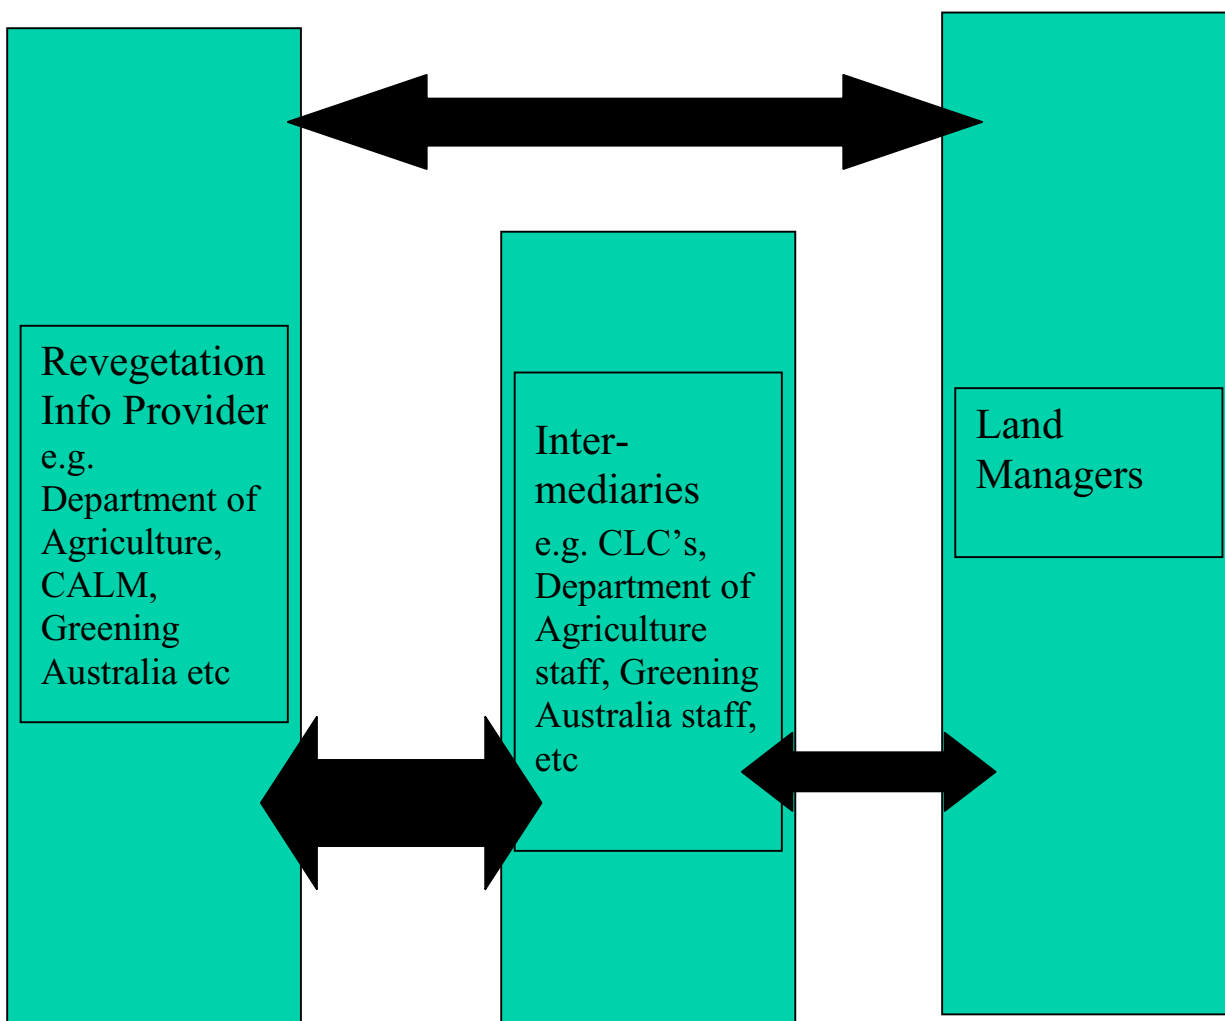 Revegetation
Info Provider
e.g.
Department of
Agriculture,
CALM,
Greening
Australia etc
Inter-
mediaries
e.g. CLC’s,
Department of
Agriculture
staff, Greening
Australia staff,
etc
Land
Managers